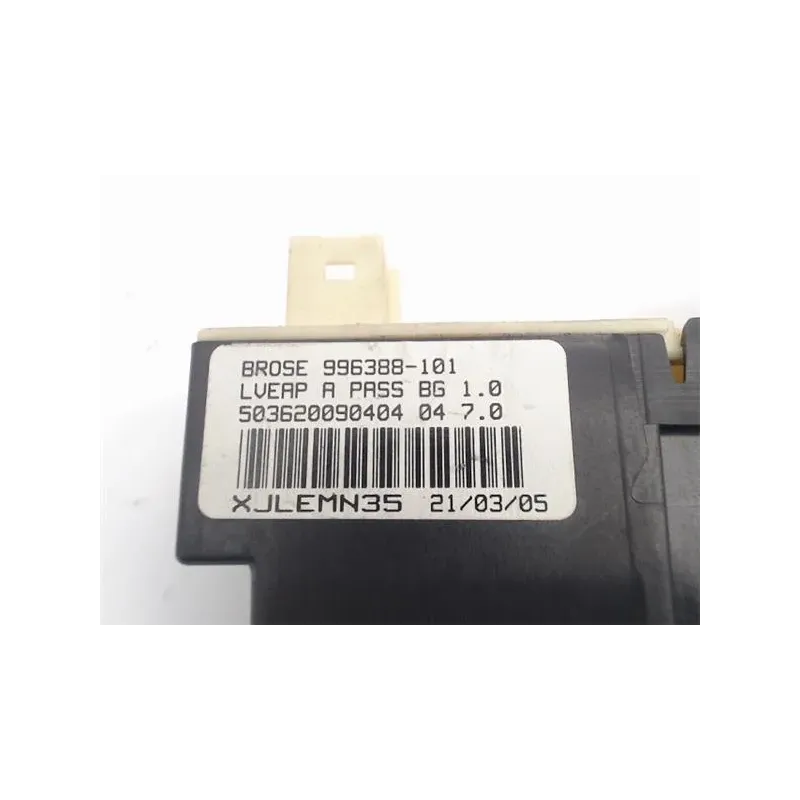 BROSE 996388-101
LVEAP A PASS BG 1.0
503620090404 04 7.0
XJLEMN35 21/03/05